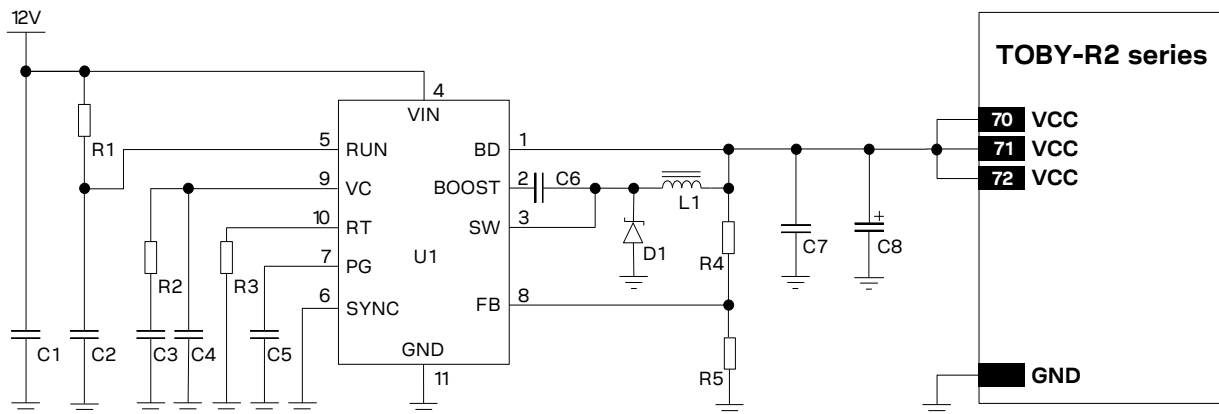 12V
TOBY-R2 series
4
VIN
70 VCC
R1
5 RUN
BD 1
71 VCC
9 VC
BOOST 2
C6
72 VCC
L1
10 RT
SW 3
U1
D1
C7
C8
R2
R3
7 PG
R4
6 SYNC
FB 8
C1
C2
C3
C4
C5
GND
11
R5
GND